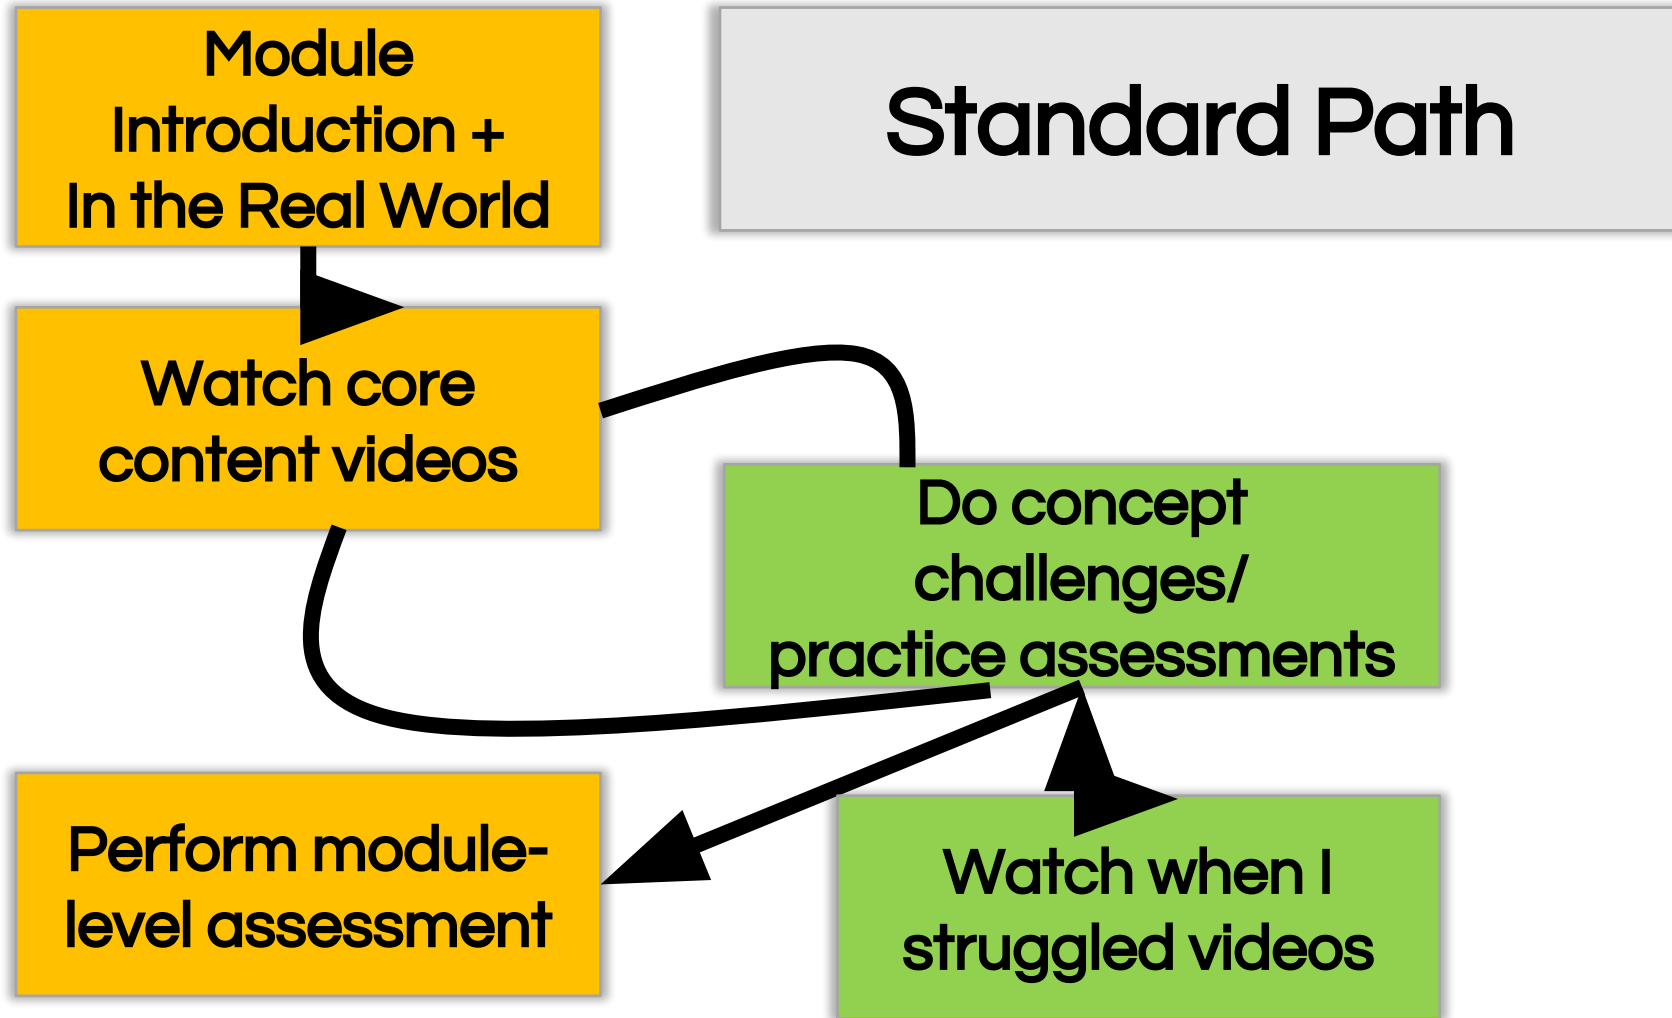 Module
Introduction +
In the Real World
Standard Path
Watch core
content videos
Do concept
challenges/
practice assessments
Perform module-
level assessment
Watch when I
struggled videos